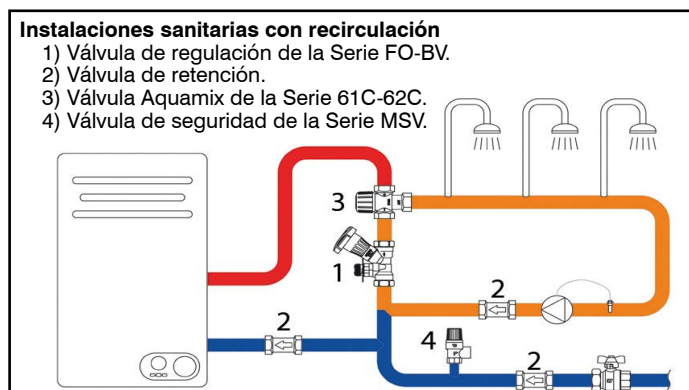 Instalaciones sanitarias con recirculación
1) Válvula de regulación de la Serie FO-BV.
2) Válvula de retención.
3) Válvula Aquamix de la Serie 61C-62C.
4) Válvula de seguridad de la Serie MSV.
3
1
2
2
4
2